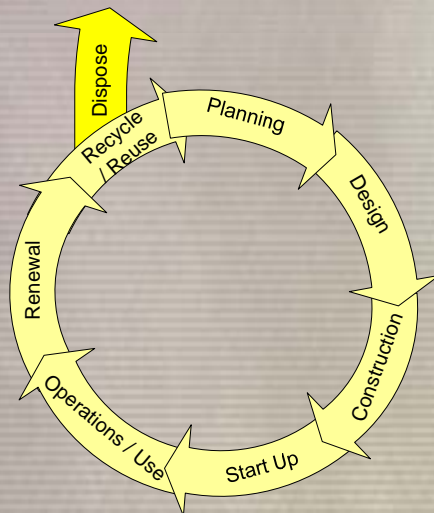 Dispose
Planning
Design
Construction
Start Up
Operations / Use
Renewal
Recycle
/ Reuse